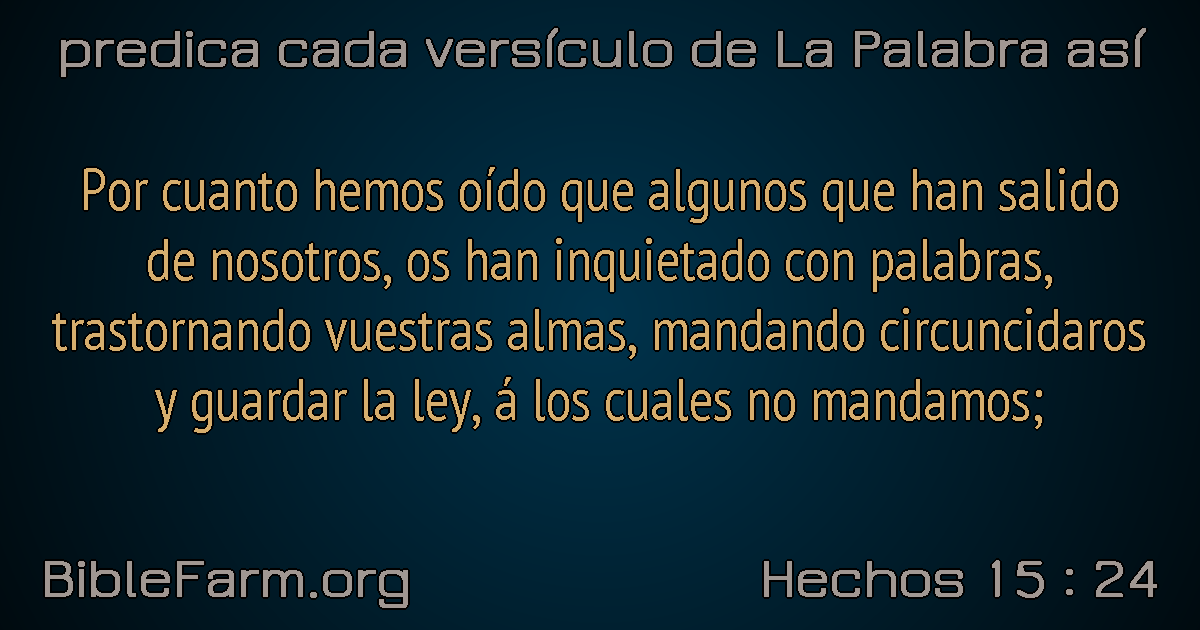 predica cada versículo de La Palabra así
Por cuanto hemos oído que algunos que han salido
de nosotros, os han inquietado con palabras,
trastornando vuestras almas, mandando circuncidaros
y guardar la ley, á los cuales no mandamos;
BibleFarm.org
Hechos 15 : 24